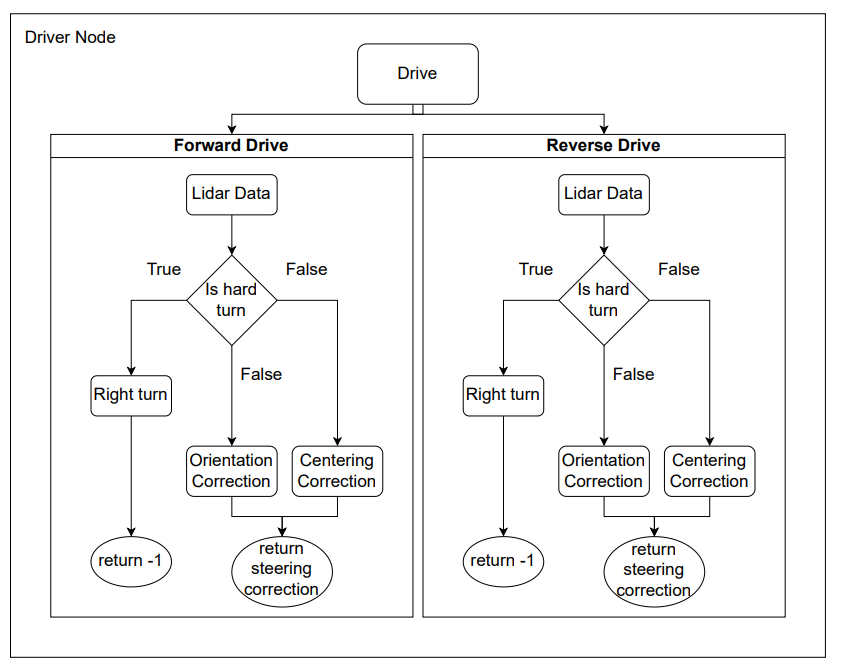 Driver Node
Drive
Forward Drive
Lidar Data
True
False
Is hard
turn
False
Right turn
Orientation
Correction
Centering
Correction
return -1
return
steering
correction
Reverse Drive
Lidar Data
True
False
Is hard
turn
False
Right turn
Orientation
Correction
Centering
Correction
return -1
return
steering
correction